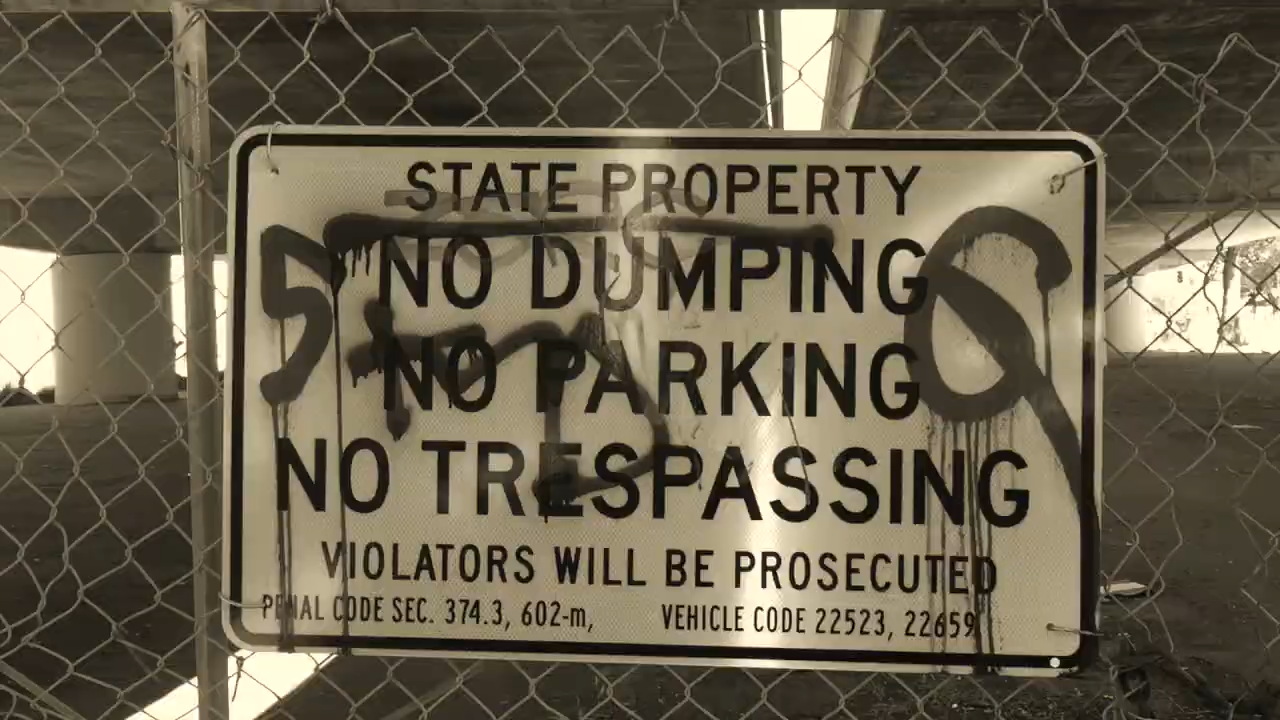 STATE PROPERTY
NO DUMPING
NO PARKING
NO TRESPASSING
VIOLATORS WILL BE PROSECUTED
PENAL CODE SEC. 374.3, 602-m, VEHICLE CODE 22523, 22659